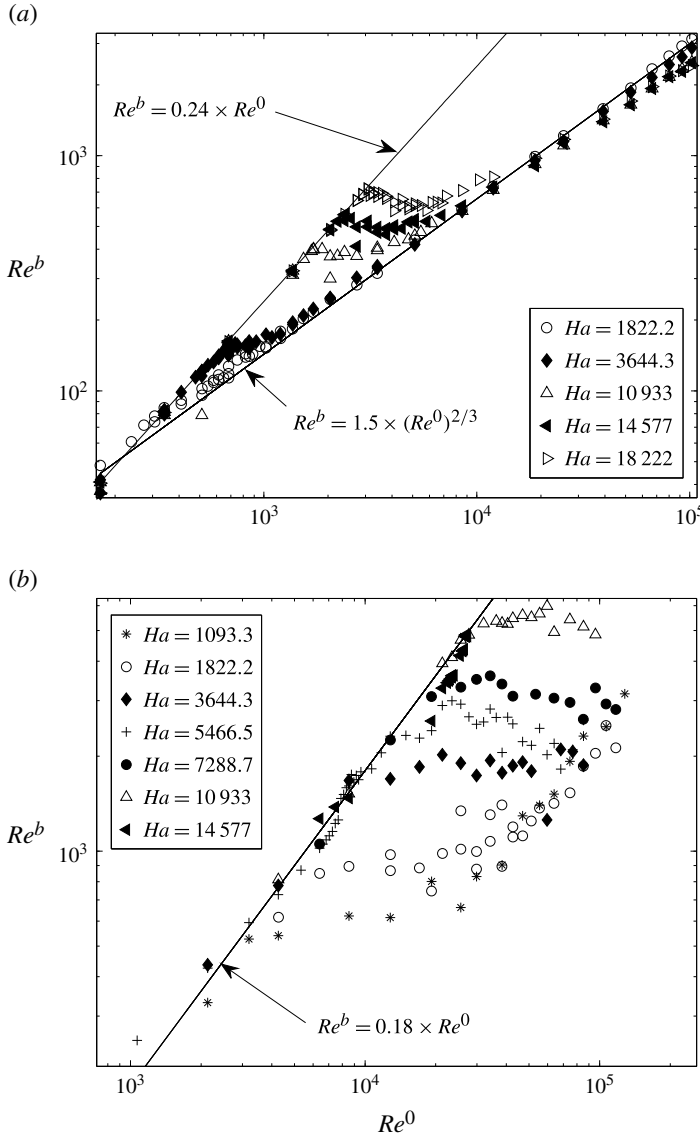 (a)
Re^b = 0.24 × Re^0
10^3
Re^b
10^2
Re^b = 1.5 × (Re^0)^{2/3}
Ha = 1822.2
Ha = 3644.3
Ha = 10 933
Ha = 14 577
Ha = 18 222
10^3
10^4
10^5
(b)
Ha = 1093.3
Ha = 1822.2
Ha = 3644.3
Ha = 5466.5
Ha = 7288.7
Ha = 10 933
Ha = 14 577
Re^b
10^3
Re^b = 0.18 × Re^0
10^3
10^4
10^5
Re^0